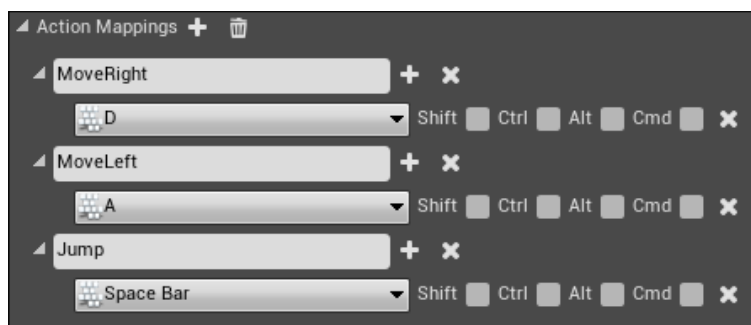 Action Mappings
MoveRight
D Shift Ctrl Alt Cmd
MoveLeft
A Shift Ctrl Alt Cmd
Jump
Space Bar Shift Ctrl Alt Cmd